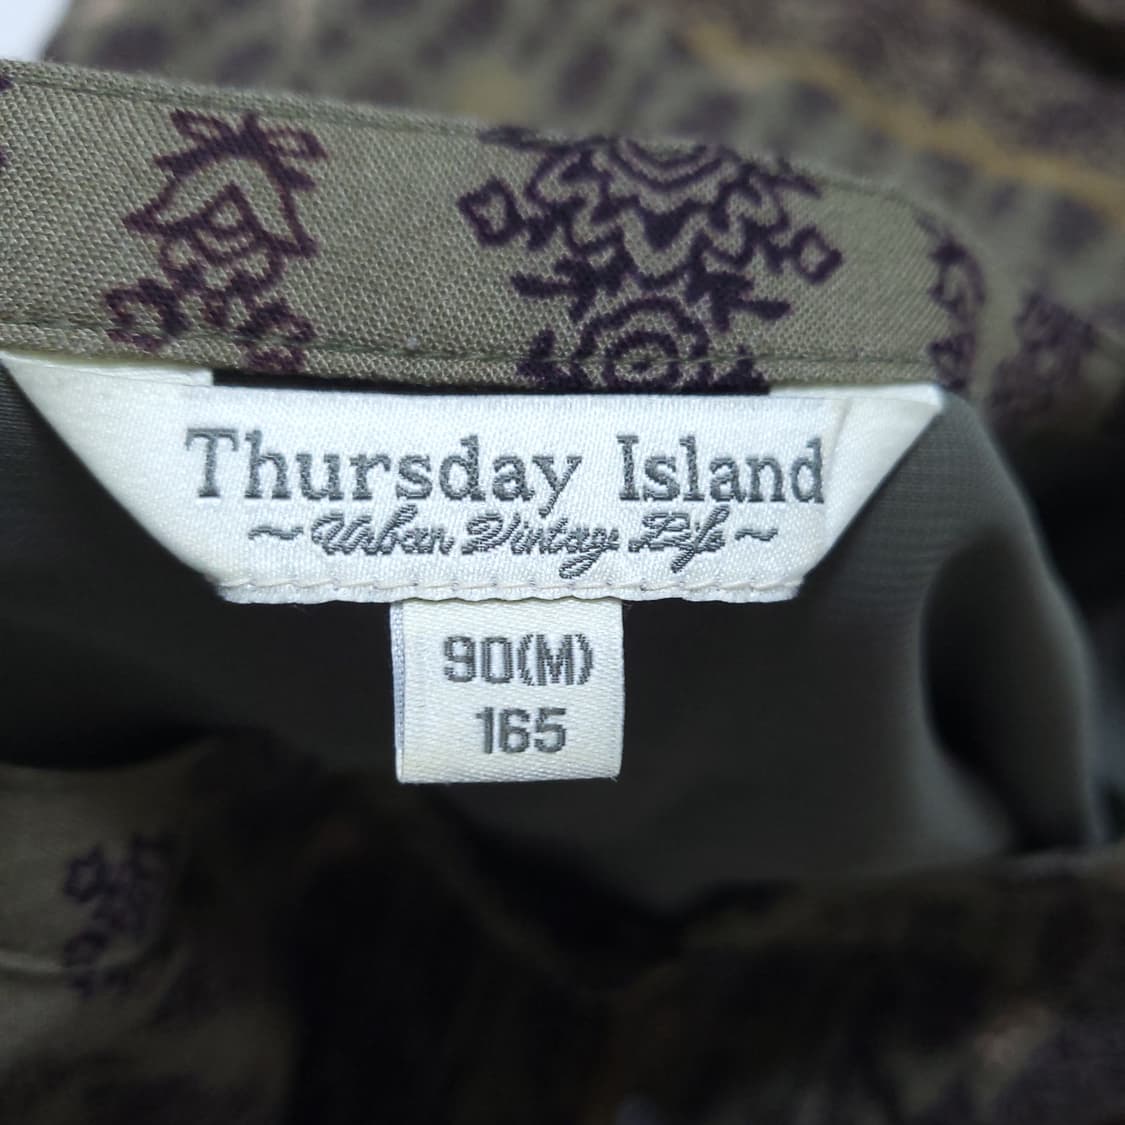 Thursday Island
~Urban Vintage Life~
90(M)
165